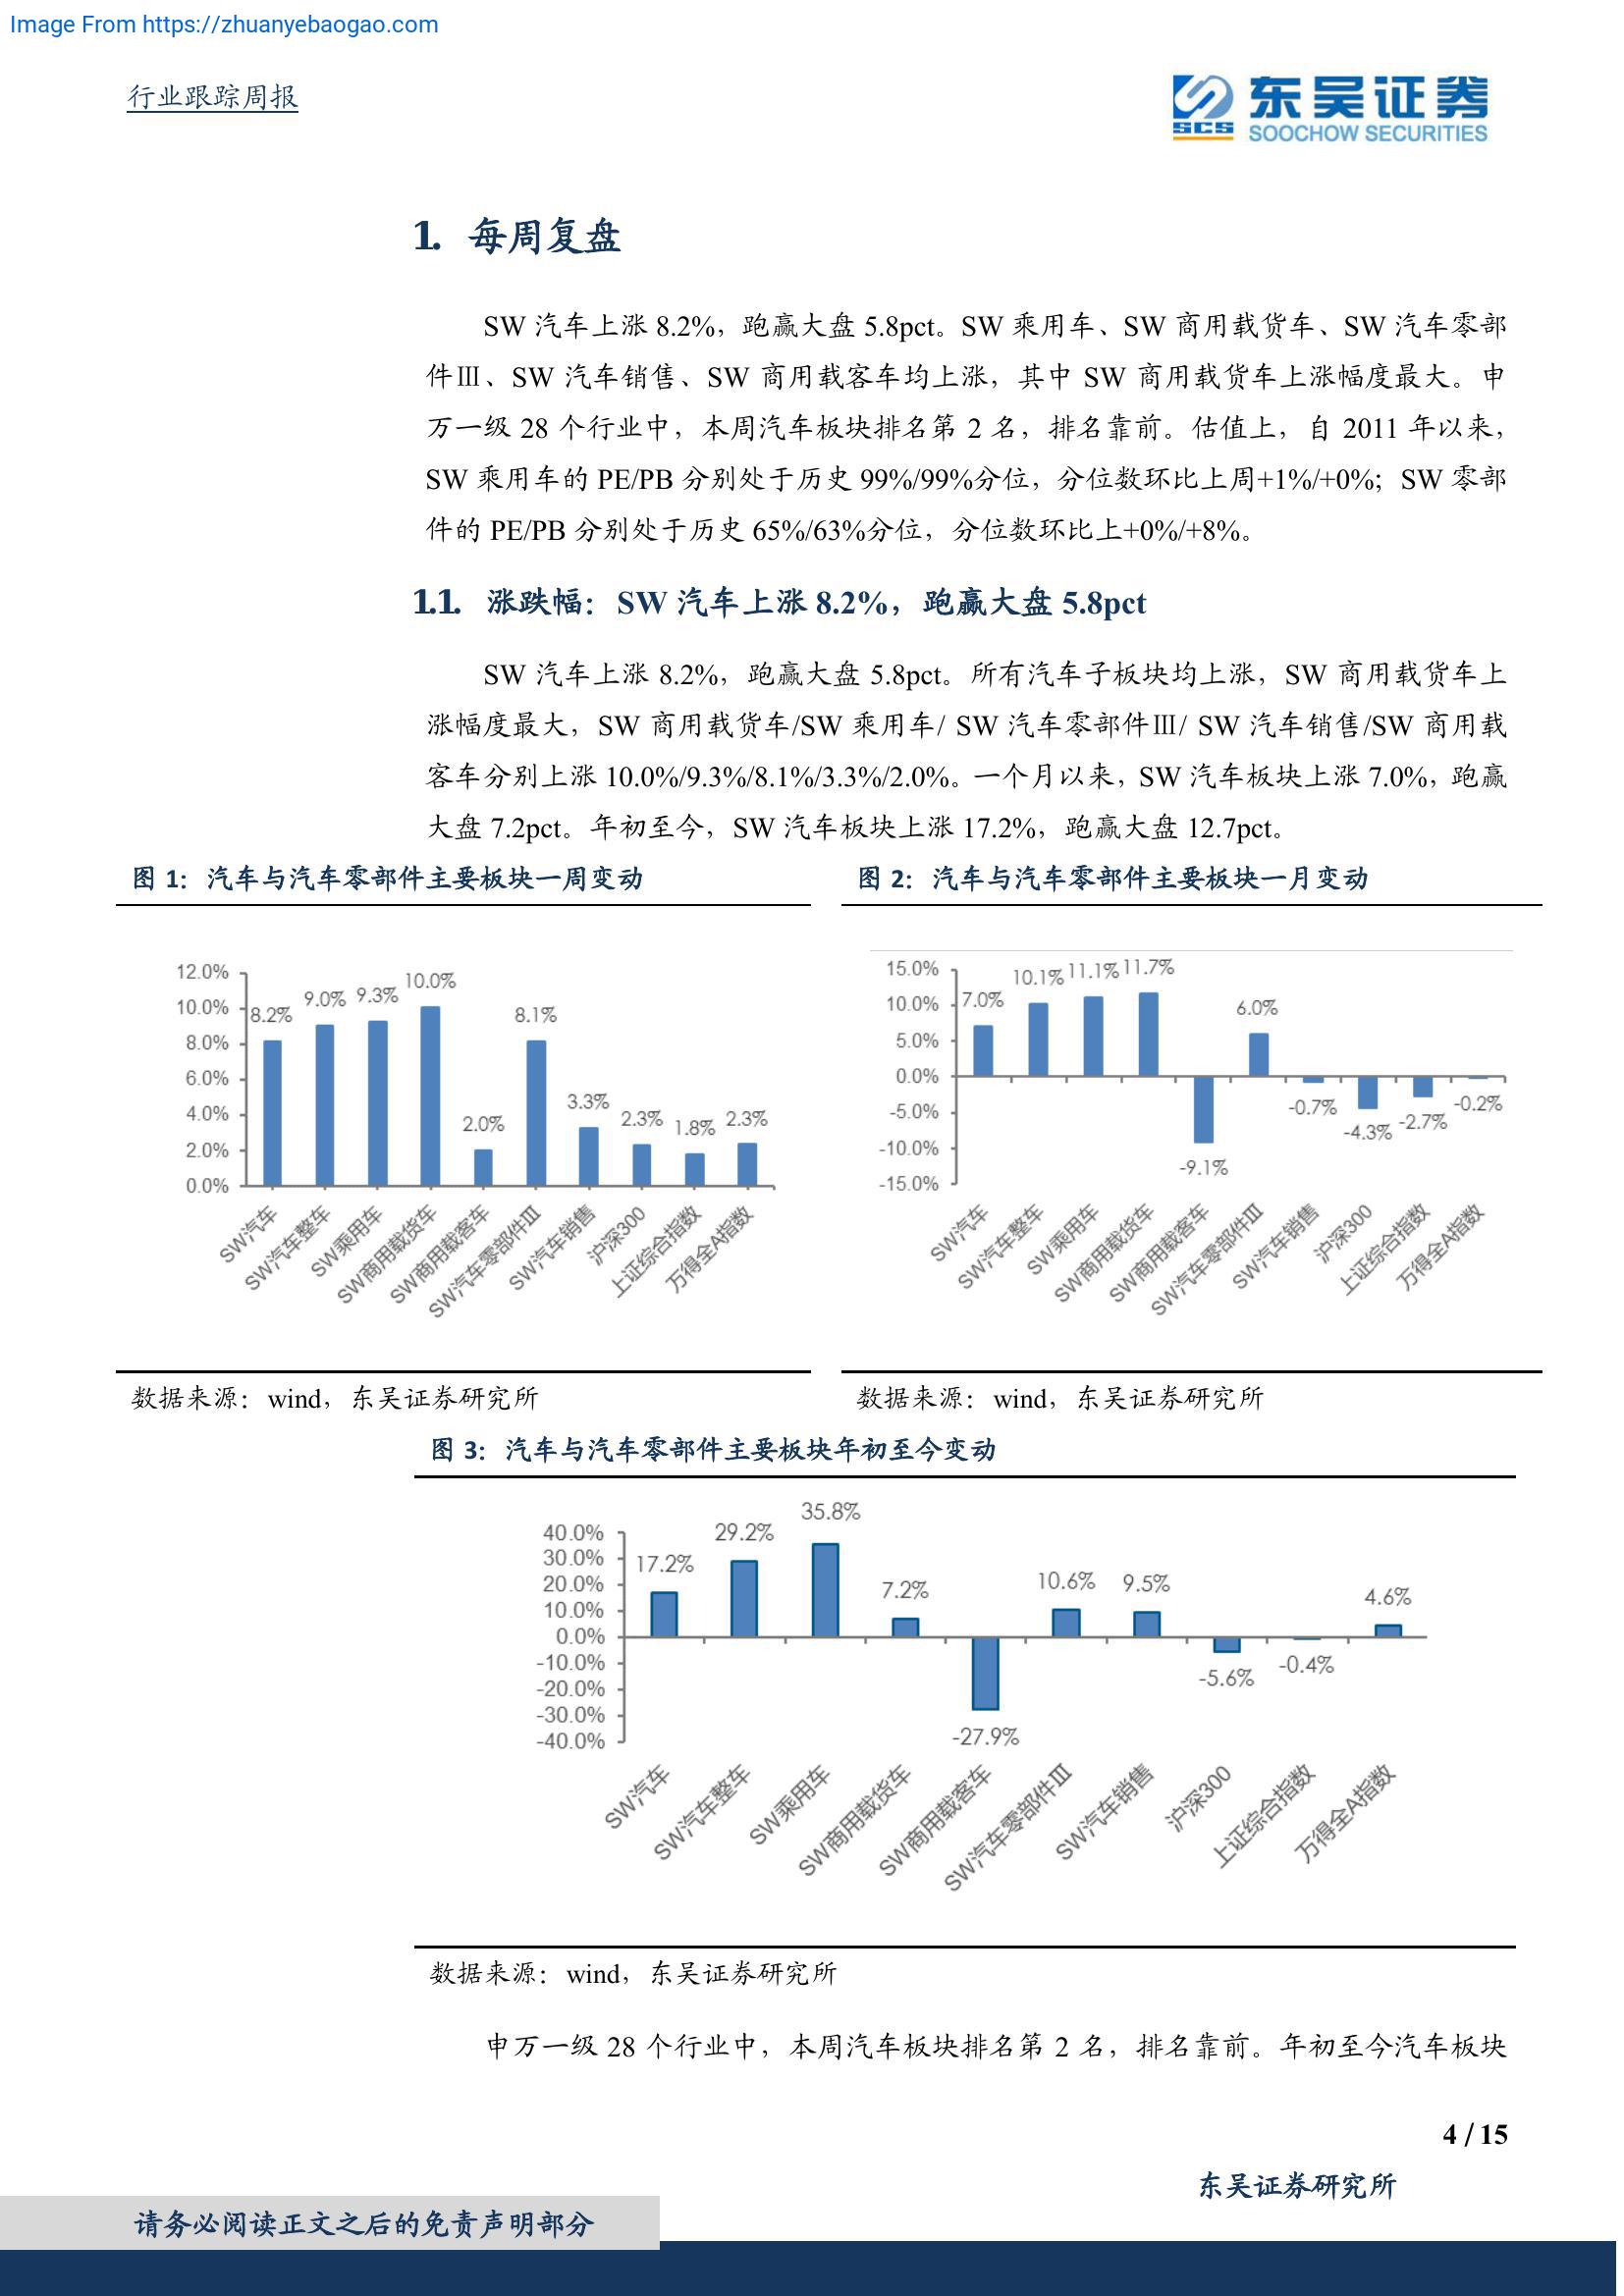 Image From https://zhuanyebaogao.com
行业跟踪周报
SCS
东吴证券
SOOCHOW SECURITIES
1. 每周复盘
SW 汽车上涨 8.2%，跑赢大盘 5.8pct。SW 乘用车、SW 商用载货车、SW 汽车零部
件Ⅲ、SW 汽车销售、SW 商用载客车均上涨，其中 SW 商用载货车上涨幅度最大。申
万一级 28 个行业中，本周汽车板块排名第 2 名，排名靠前。估值上，自 2011 年以来，
SW 乘用车的 PE/PB 分别处于历史 99%/99%分位，分位数环比上周+1%/+0%；SW 零部
件的 PE/PB 分别处于历史 65%/63%分位，分位数环比上+0%/+8%。
1.1. 涨跌幅：SW 汽车上涨 8.2%，跑赢大盘 5.8pct
SW 汽车上涨 8.2%，跑赢大盘 5.8pct。所有汽车子板块均上涨，SW 商用载货车上
涨幅度最大，SW 商用载货车/SW 乘用车/ SW 汽车零部件Ⅲ/ SW 汽车销售/SW 商用载
客车分别上涨 10.0%/9.3%/8.1%/3.3%/2.0%。一个月以来，SW 汽车板块上涨 7.0%，跑赢
大盘 7.2pct。年初至今，SW 汽车板块上涨 17.2%，跑赢大盘 12.7pct。
图 1：汽车与汽车零部件主要板块一周变动
12.0%
10.0%
8.0%
6.0%
4.0%
2.0%
0.0%
8.2%
9.0%
9.3%
10.0%
2.0%
8.1%
3.3%
2.3%
1.8%
2.3%
SW汽车
SW汽车整车
SW乘用车
SW商用载货车
SW商用载客车
SW汽车零部件Ⅲ
SW汽车销售
沪深300
上证综合指数
万得全A指数
数据来源：wind，东吴证券研究所
图 2：汽车与汽车零部件主要板块一月变动
15.0%
10.0%
5.0%
0.0%
-5.0%
-10.0%
-15.0%
7.0%
10.1%
11.1%
11.7%
-9.1%
6.0%
-0.7%
-4.3%
-2.7%
-0.2%
SW汽车
SW汽车整车
SW乘用车
SW商用载货车
SW商用载客车
SW汽车零部件Ⅲ
SW汽车销售
沪深300
上证综合指数
万得全A指数
数据来源：wind，东吴证券研究所
图 3：汽车与汽车零部件主要板块年初至今变动
40.0%
30.0%
20.0%
10.0%
0.0%
-10.0%
-20.0%
-30.0%
-40.0%
17.2%
29.2%
35.8%
7.2%
-27.9%
10.6%
9.5%
-5.6%
-0.4%
4.6%
SW汽车
SW汽车整车
SW乘用车
SW商用载货车
SW商用载客车
SW汽车零部件Ⅲ
SW汽车销售
沪深300
上证综合指数
万得全A指数
数据来源：wind，东吴证券研究所
申万一级 28 个行业中，本周汽车板块排名第 2 名，排名靠前。年初至今汽车板块
4 / 15
东吴证券研究所
请务必阅读正文之后的免责声明部分